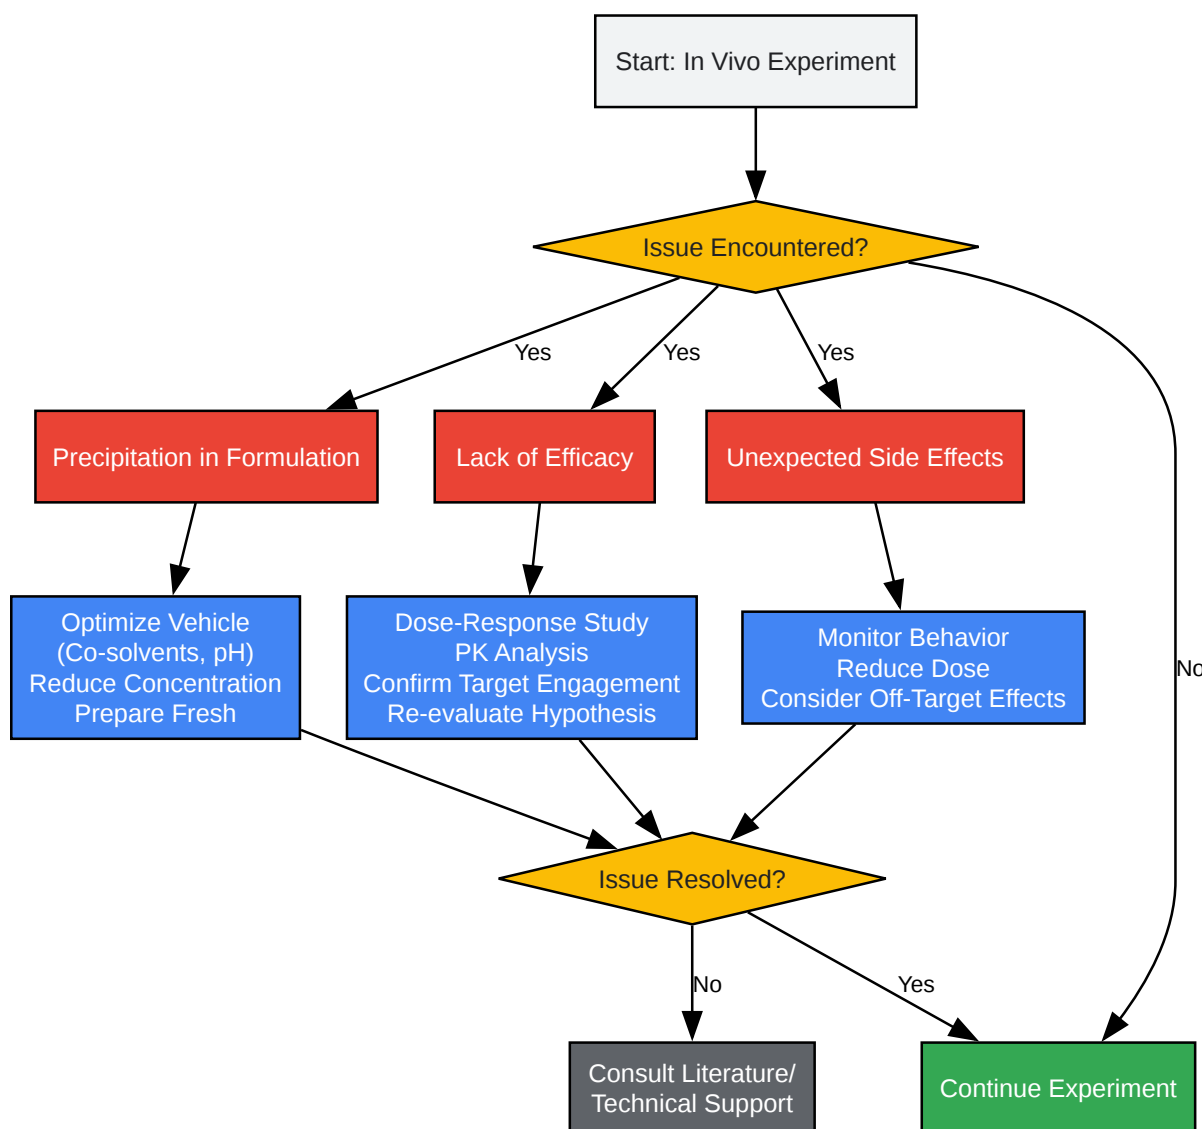 Start: In Vivo Experiment
Issue Encountered?
Yes
Yes
Yes
Precipitation in Formulation
Lack of Efficacy
Unexpected Side Effects
Optimize Vehicle
(Co-solvents, pH)
Reduce Concentration
Prepare Fresh
Dose-Response Study
PK Analysis
Confirm Target Engagement
Re-evaluate Hypothesis
Monitor Behavior
Reduce Dose
Consider Off-Target Effects
No
Issue Resolved?
No
Yes
Consult Literature/
Technical Support
Continue Experiment